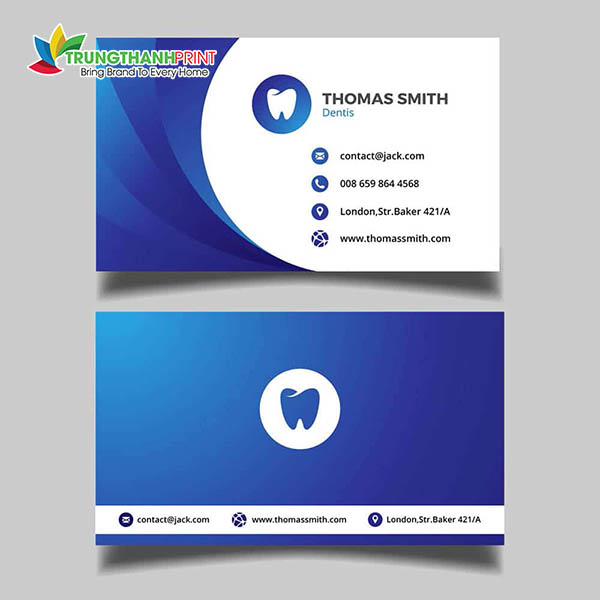 TRUNGTHANHPRINT
Bring Brand To Every Home
THOMAS SMITH
Dentis
contact@jack.com
008 659 864 4568
London,Str.Baker 421/A
www.thomassmith.com
contact@jack.com www.thomassmith.com London,Str.Baker 421/A